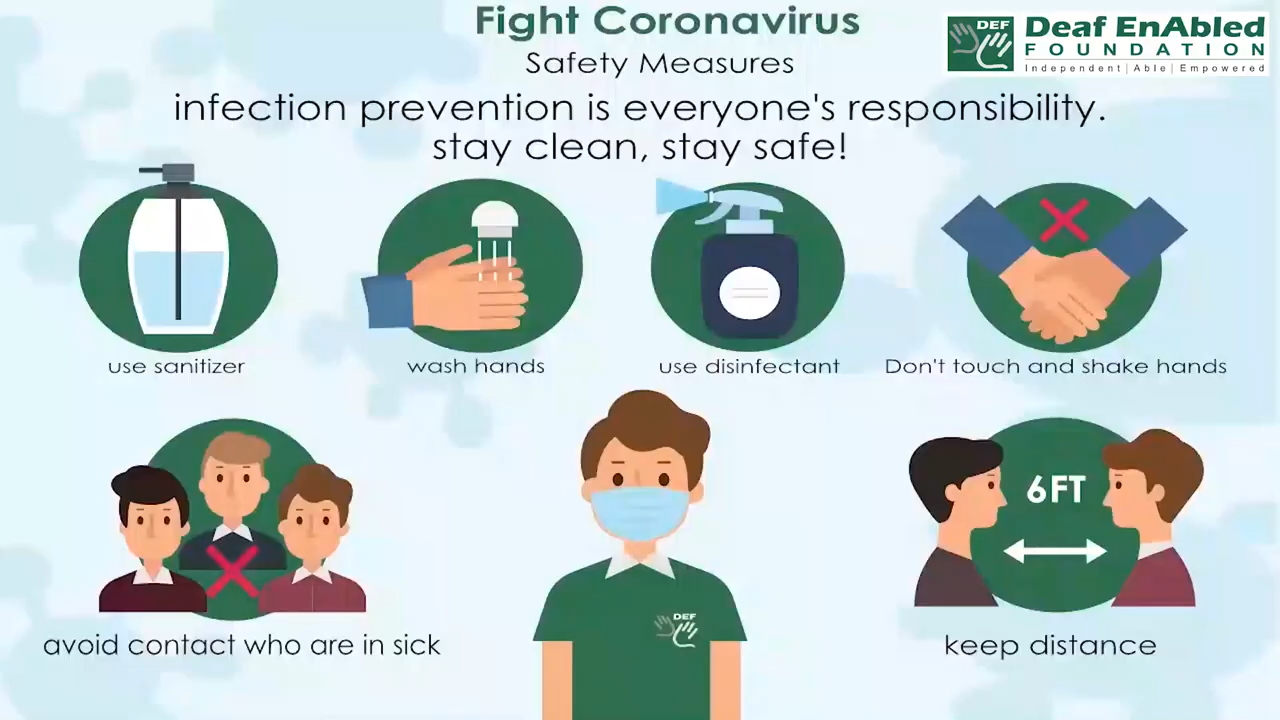 Fight Coronavirus
Safety Measures
DEF
Deaf EnAbled
FOUNDATION
Independent | Able | Empowered
infection prevention is everyone's responsibility.
stay clean, stay safe!
use sanitizer
wash hands
use disinfectant
Don't touch and shake hands
6FT
DEF
avoid contact who are in sick
keep distance